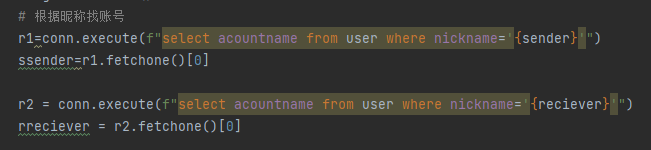 # 根据昵称找账号
r1=conn.execute(f"select acountname from user where nickname='{sender}'")
ssender=r1.fetchone()[0]
r2 = conn.execute(f"select acountname from user where nickname='{reciever}'")
rreciever = r2.fetchone()[0]